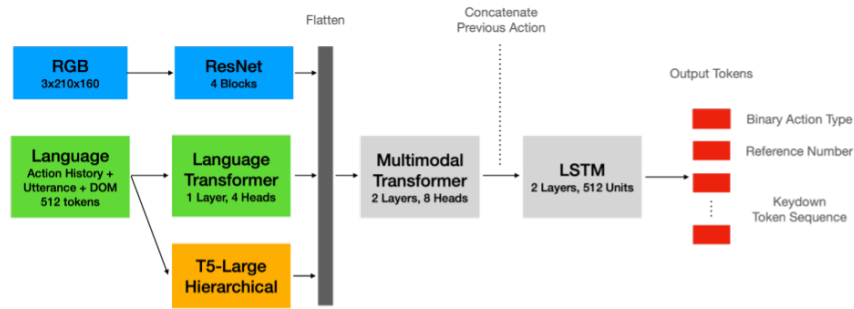 Flatten
Concatenate
Previous Action
RGB
3x210x160
ResNet
4 Blocks
Output Tokens
Binary Action Type
Reference Number
Language
Action History +
Utterance + DOM
512 tokens
Language
Transformer
1 Layer, 4 Heads
Multimodal
Transformer
2 Layers, 8 Heads
LSTM
2 Layers, 512 Units
Keydown
Token Sequence
T5-Large
Hierarchical